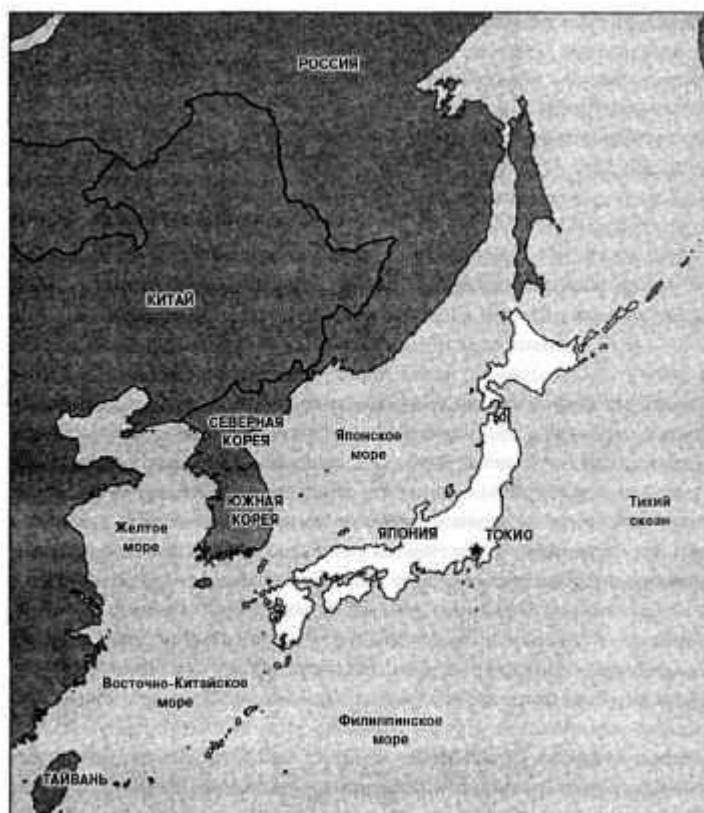 РОССИЯ
КИТАЙ
СЕВЕРНАЯ
КОРЕЯ
Японское
море
ЮЖНАЯ
КОРЕЯ
Тихий
океан
Желтое
море
ЯПОНИЯ
ТОКИО
Восточно-Китайское
море
Филиппинское
море
ТАЙВАНЬ